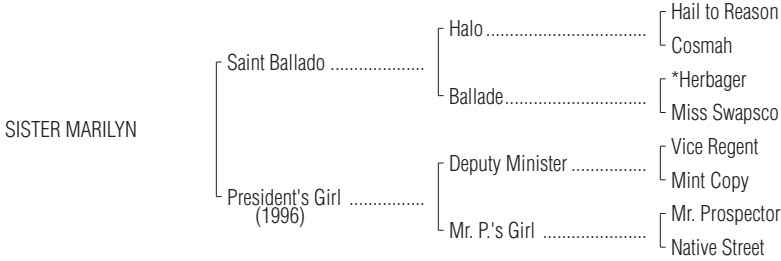 Hail to Reason
Halo
Cosmah
Saint Ballado
*Herbager
Ballade
Miss Swapsco
SISTER MARILYN
Vice Regent
Deputy Minister
Mint Copy
President's Girl
(1996)
Mr. Prospector
Mr. P.'s Girl
Native Street